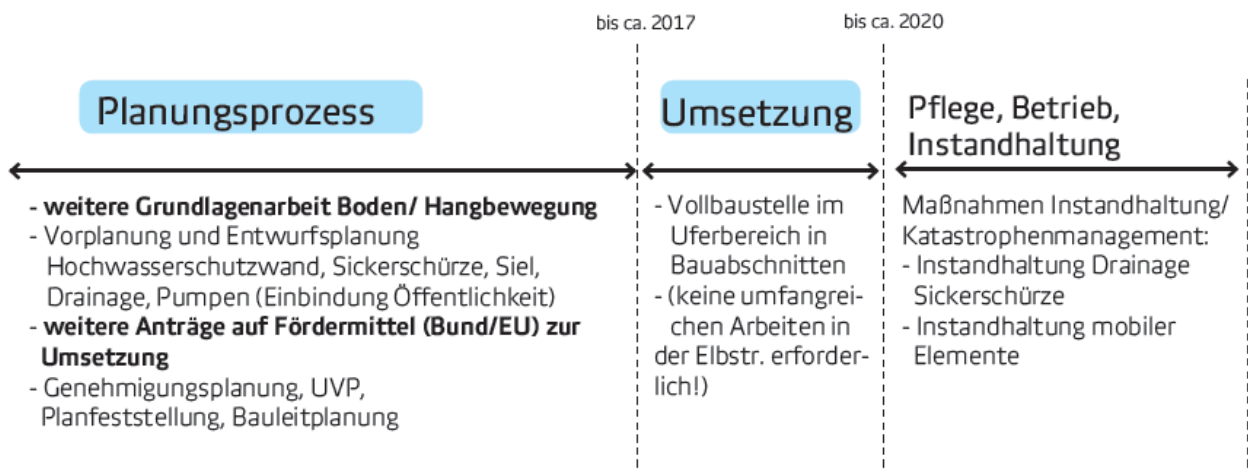 bis ca. 2017
bis ca. 2020
Planungsprozess
- weitere Grundlagenarbeit Boden/ Hangbewegung
- Vorplanung und Entwurfsplanung
Hochwasserschutzwand, Sickerschürze, Siel,
Drainage, Pumpen (Einbindung Öffentlichkeit)
- weitere Anträge auf Fördermittel (Bund/EU) zur
Umsetzung
- Genehmigungsplanung, UVP,
Planfeststellung, Bauleitplanung
Umsetzung
- Vollbaustelle im
Uferbereich in
Bauabschnitten
- (keine umfangrei-
chen Arbeiten in
der Elbstr. erforder-
lich!)
Pflege, Betrieb,
Instandhaltung
Maßnahmen Instandhaltung/
Katastrophenmanagement:
- Instandhaltung Drainage
Sickerschürze
- Instandhaltung mobiler
Elemente